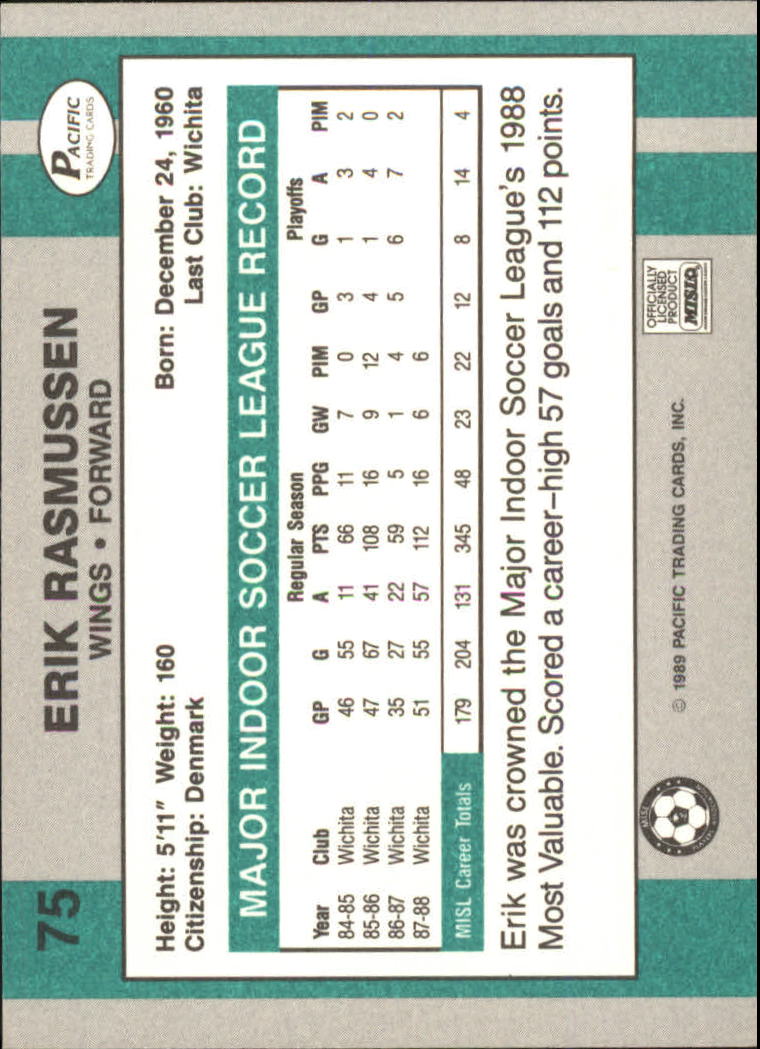 75
ERIK RASMUSSEN
WINGS • FORWARD
PACIFIC
TRADING CARDS
Height: 5'11" Weight: 160 Born: December 24, 1960
Citizenship: Denmark Last Club: Wichita
MAJOR INDOOR SOCCER LEAGUE RECORD
Regular Season Playoffs
Year Club GP G A PTS PPG GW PIM GP G A PIM
84-85 Wichita 46 55 11 66 11 7 0 3 1 3 2
85-86 Wichita 47 67 41 108 16 9 12 4 1 4 0
86-87 Wichita 35 27 22 59 5 1 4 5 6 7 2
87-88 Wichita 51 55 57 112 16 6 6
MISL Career Totals 179 204 131 345 48 23 22 12 8 14 4
Erik was crowned the Major Indoor Soccer League's 1988
Most Valuable. Scored a career-high 57 goals and 112 points.
MISL
© 1989 PACIFIC TRADING CARDS, INC.
OFFICIALLY
LICENSED
PRODUCT
MISL